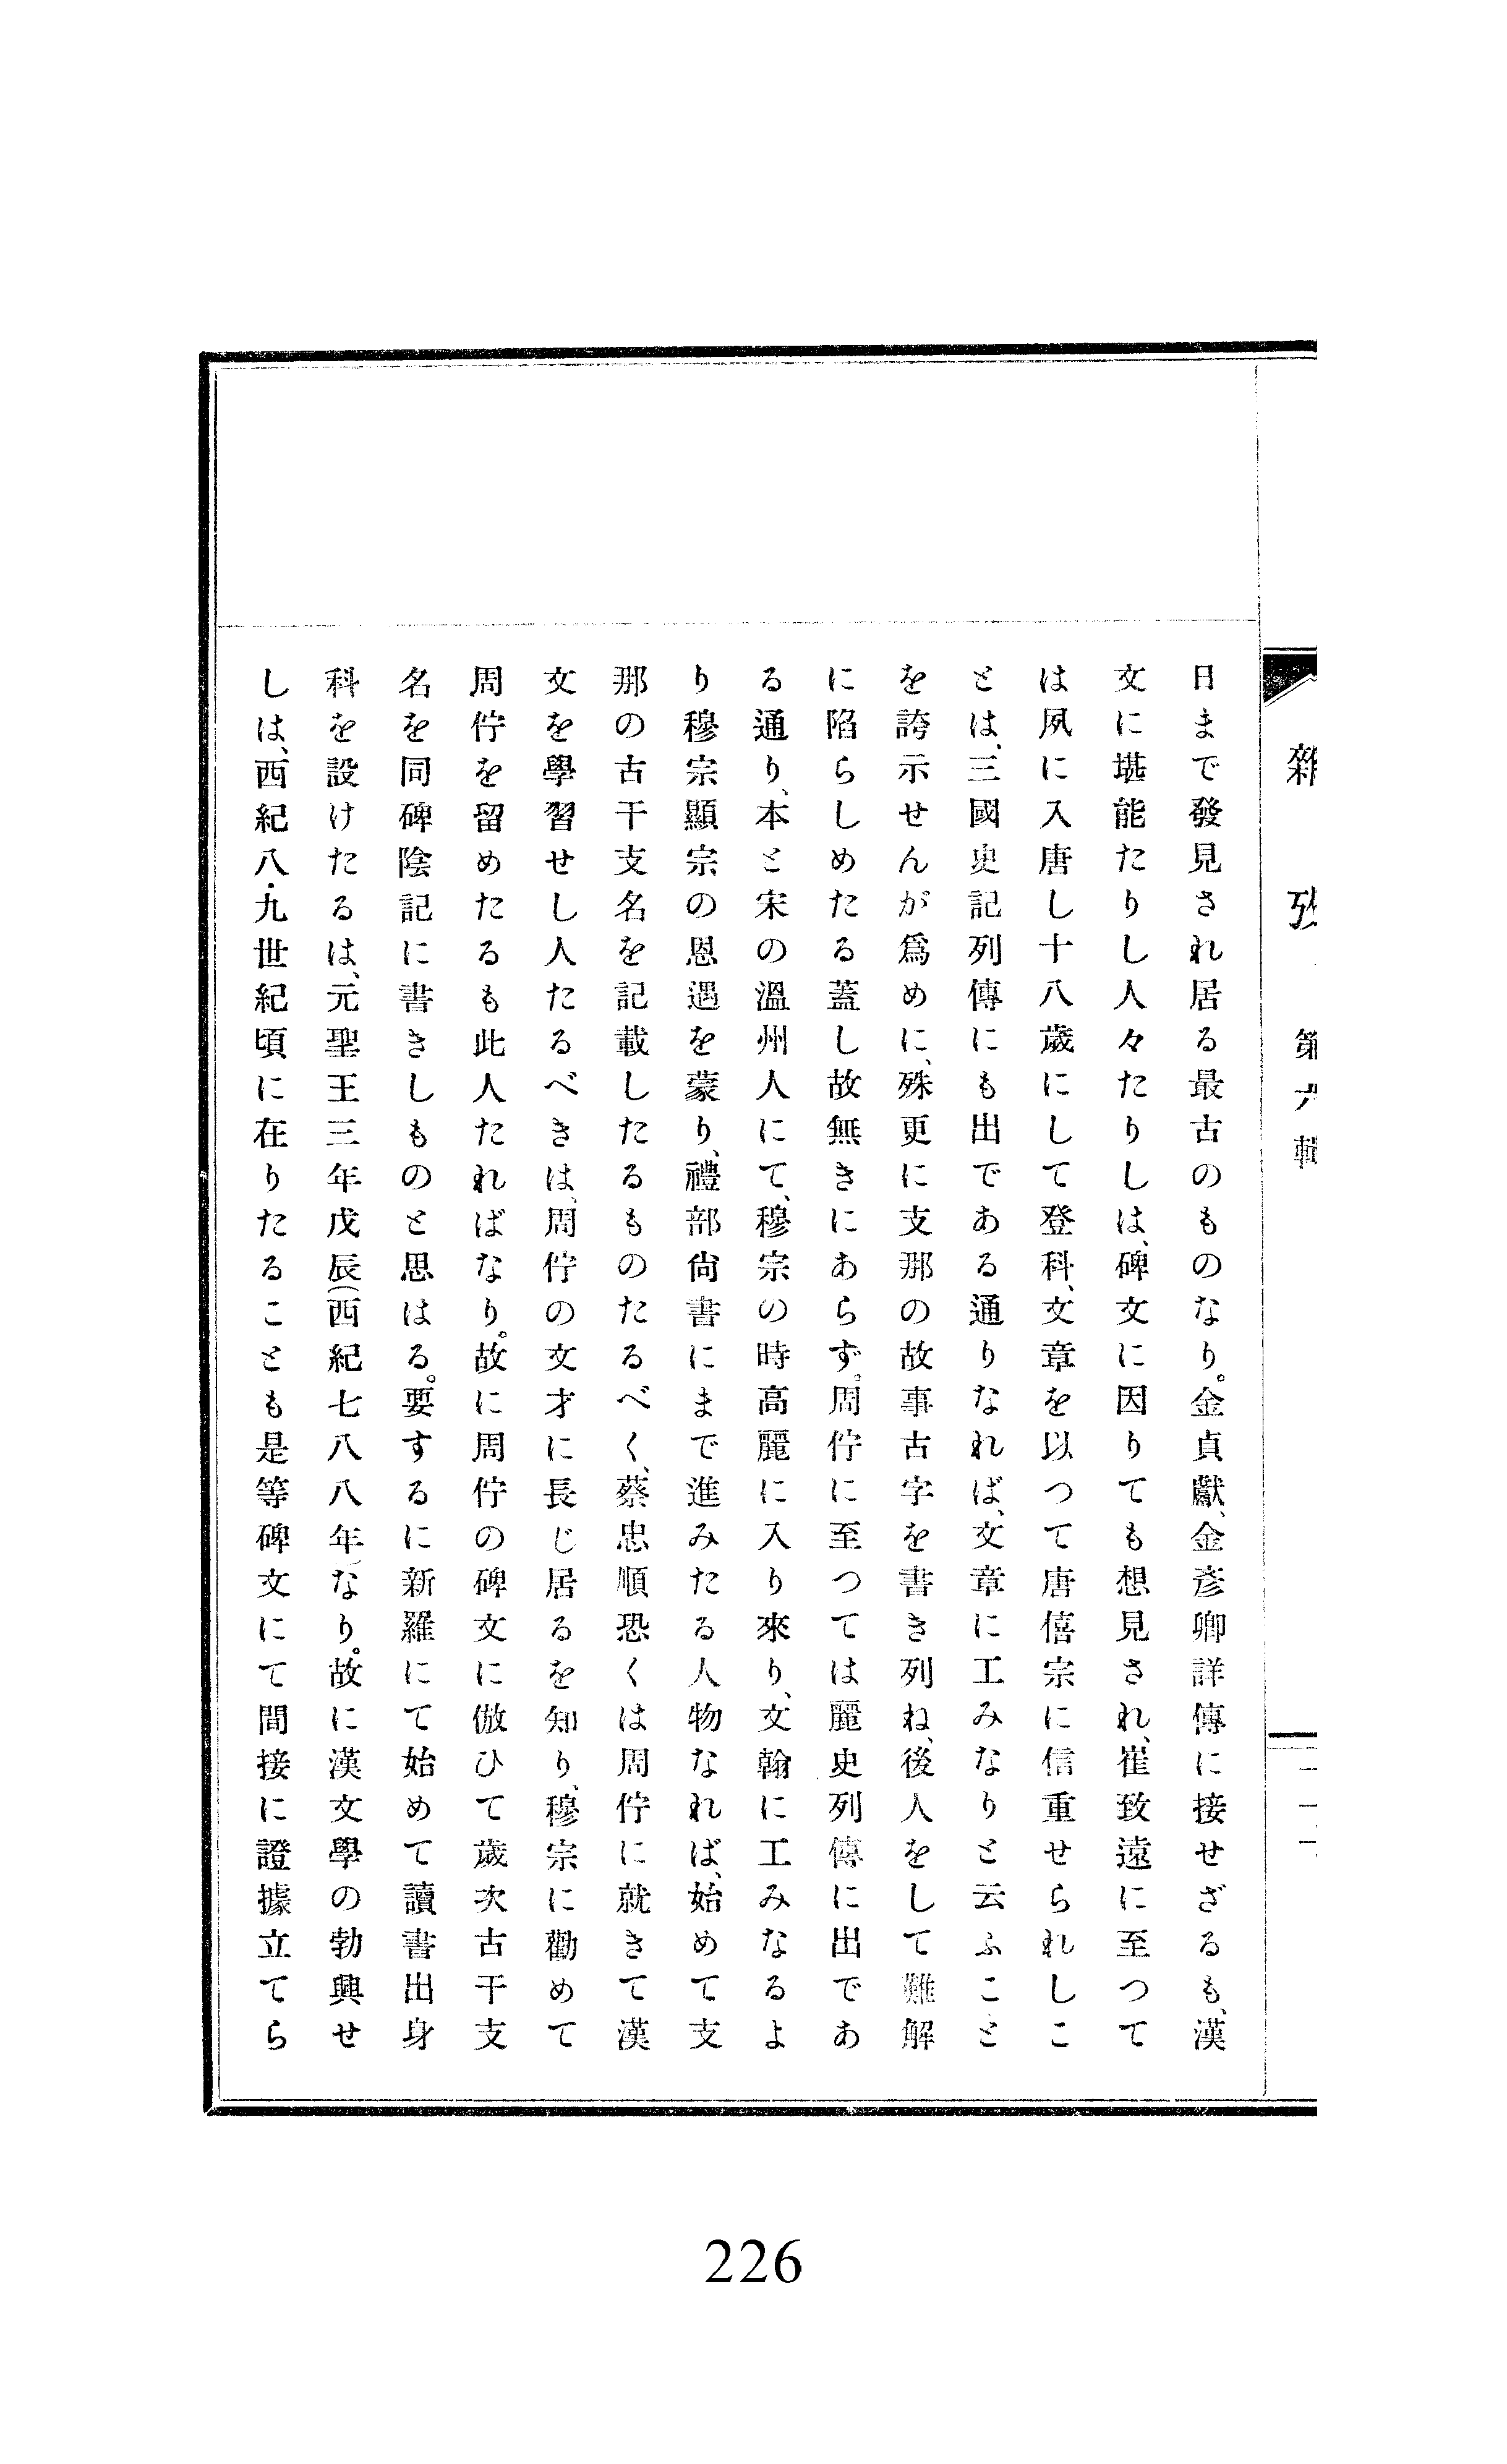 雜攷 第六輯
日まで發見され居る最古のものなり。金貞獻、金彥卿詳傳に接せざるも、漢
文に堪能たりし人々たりしは、碑文に因りても想見され、崔致遠に至つて
は夙に入唐し十八歲にして登科、文章を以つて唐僖宗に信重せられしこ
とは、三國史記列傳にも出である通りなれば、文章に工みなりと云ふこと
を誇示せんが爲めに、殊更に支那の故事古字を書き列ね、後人をして難解
に陷らしめたる蓋し故無きにあらず。周佇に至つては麗史列傳に出であ
る通り、本と宋の溫州人にて、穆宗の時高麗に入り來り、文翰に工みなるよ
り穆宗顯宗の恩遇を蒙り、禮部尙書にまで進みたる人物なれば、始めて支
那の古干支名を記載したるものたるべく、蔡忠順恐くは周佇に就きて漢
文を學習せし人たるべきは、周佇の文才に長じ居るを知り、穆宗に勸めて
周佇を留めたるも此人たればなり。故に周佇の碑文に倣ひて歲次古干支
名を同碑陰記に書きしものと思はる。要するに新羅にて始めて讀書出身
科を設けたるは、元聖王三年戊辰(西紀七八八年)なり。故に漢文學の勃興せ
しは、西紀八・九世紀頃に在りたることも是等碑文にて間接に證據立てら
226